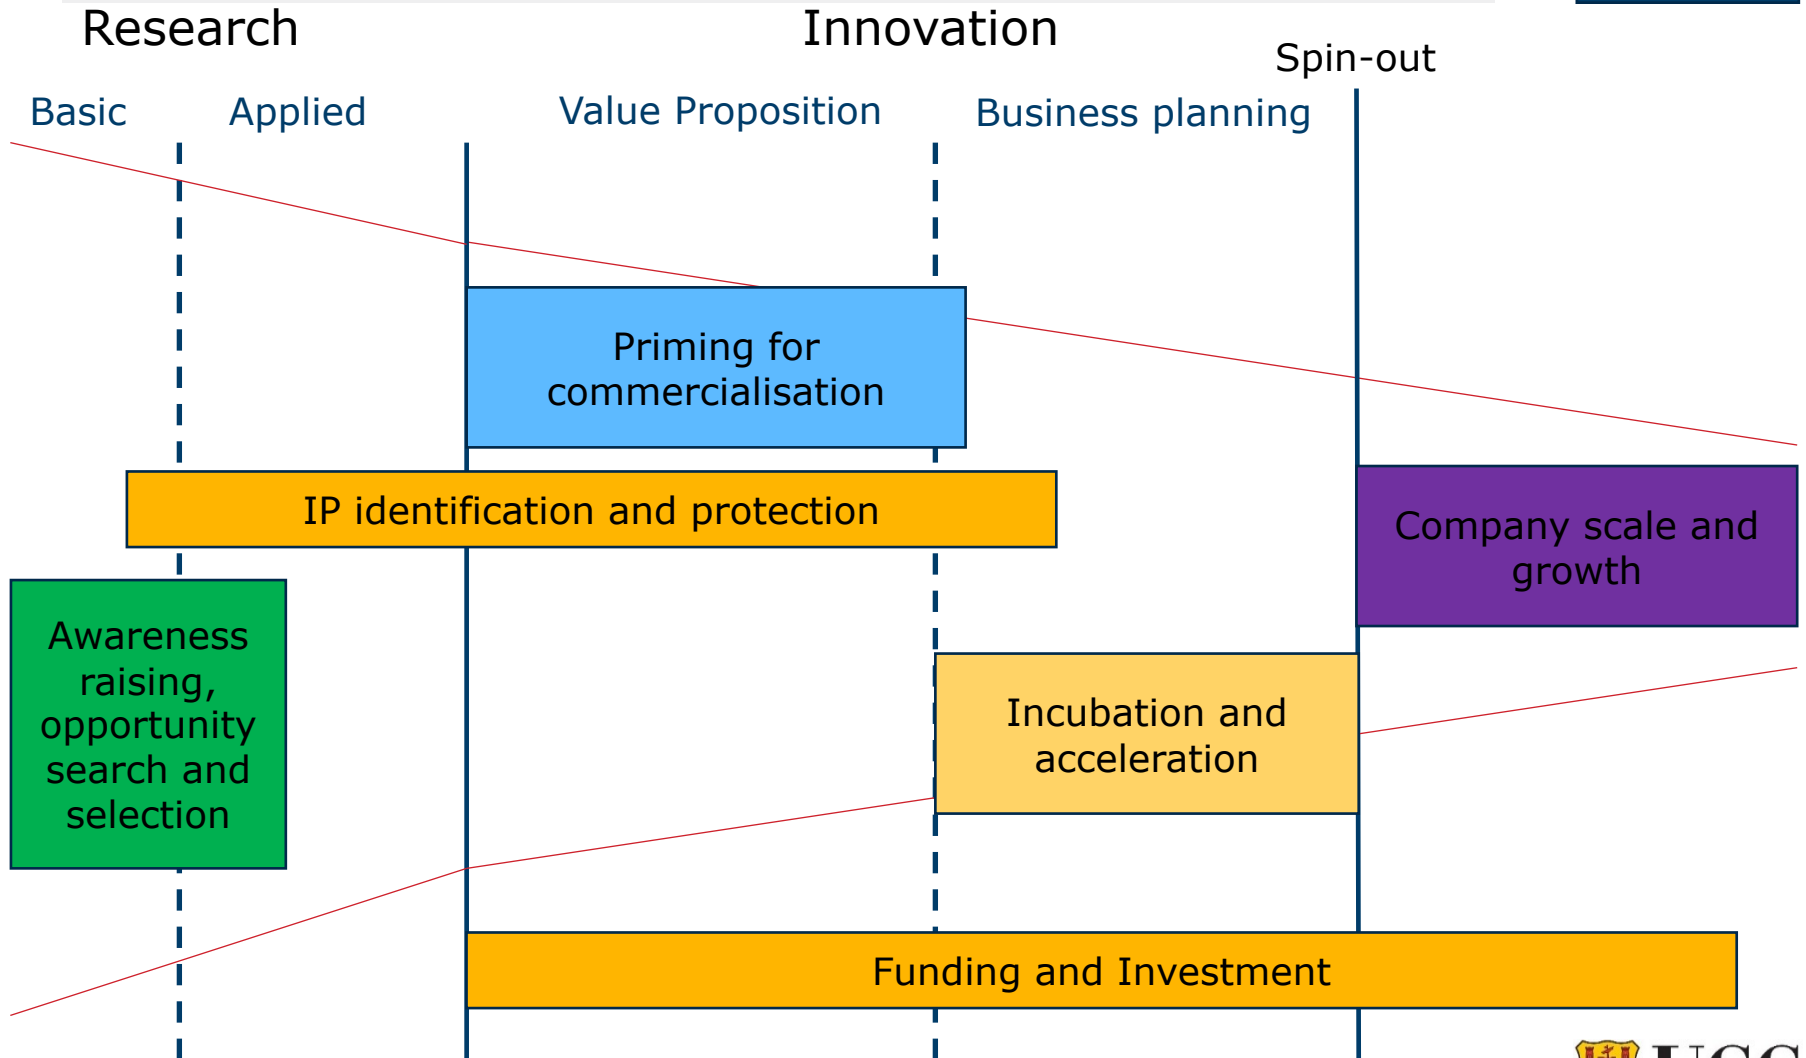 Research
Innovation
Spin-out
Basic
Applied
Value Proposition
Business planning
Priming for
commercialisation
IP identification and protection
Company scale and
growth
Awareness
raising,
opportunity
search and
selection
Incubation and
acceleration
Funding and Investment